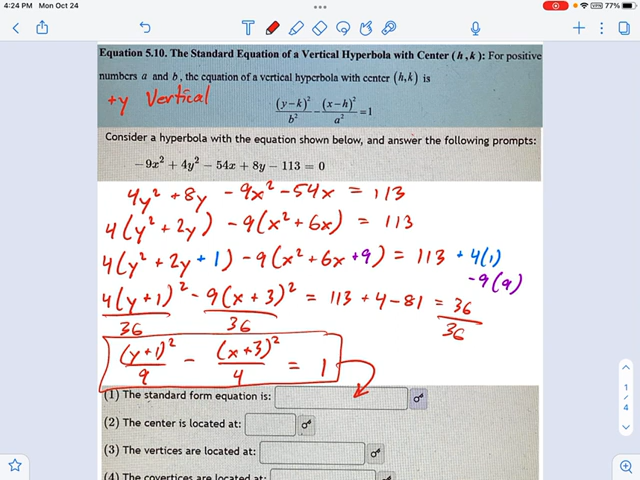 4:24 PM Mon Oct 24
VPN 77%
Equation 5.10. The Standard Equation of a Vertical Hyperbola with Center (h,k): For positive
numbers a and b, the equation of a vertical hyperbola with center (h,k) is
+y Vertical
(y−k)²/b² − (x−h)²/a² = 1
Consider a hyperbola with the equation shown below, and answer the following prompts:
−9x² + 4y² − 54x + 8y − 113 = 0
4y² + 8y − 9x² − 54x = 113
4(y² + 2y) − 9(x² + 6x) = 113
4(y² + 2y + 1) − 9(x² + 6x + 9) = 113 + 4(1)
−9(9)
4(y+1)²/36 − 9(x+3)²/36 = 113 + 4 − 81 = 36/36
(y+1)²/9 − (x+3)²/4 = 1
(1) The standard form equation is:
(2) The center is located at:
(3) The vertices are located at:
(4) The covertices are located at:
1
4